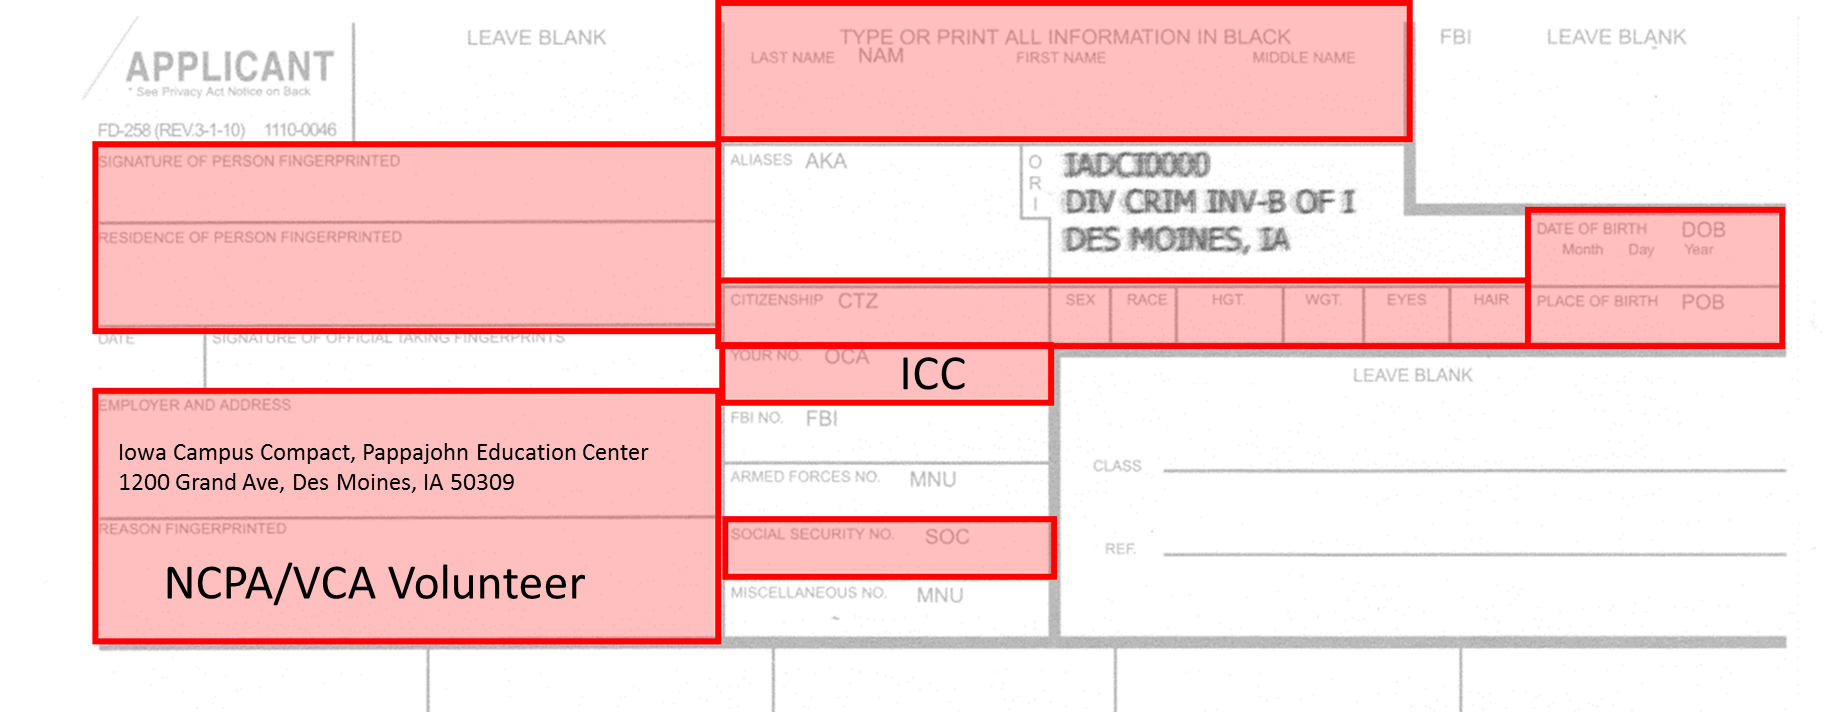 APPLICANT
* See Privacy Act Notice on Back
FD-258 (REV.3-1-10) 1110-0046
LEAVE BLANK
TYPE OR PRINT ALL INFORMATION IN BLACK
LAST NAME NAM FIRST NAME MIDDLE NAME
FBI LEAVE BLANK
SIGNATURE OF PERSON FINGERPRINTED
RESIDENCE OF PERSON FINGERPRINTED
DATE SIGNATURE OF OFFICIAL TAKING FINGERPRINTS
EMPLOYER AND ADDRESS
Iowa Campus Compact, Pappajohn Education Center
1200 Grand Ave, Des Moines, IA 50309
REASON FINGERPRINTED
NCPA/VCA Volunteer
ALIASES AKA
ORI
IADCI0000
DIV CRIM INV-B OF I
DES MOINES, IA
DATE OF BIRTH DOB
Month Day Year
CITIZENSHIP CTZ
SEX RACE HGT. WGT. EYES HAIR
PLACE OF BIRTH POB
YOUR NO. OCA
ICC
FBI NO. FBI
ARMED FORCES NO. MNU
SOCIAL SECURITY NO. SOC
MISCELLANEOUS NO. MNU
LEAVE BLANK
CLASS
REF.